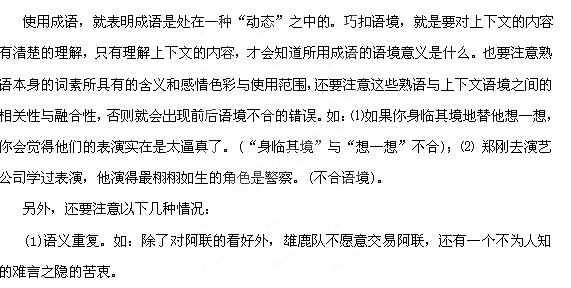 使用成语，就表明成语是处在一种“动态”之中的。巧扣语境，就是要对上下文的内容
有清楚的理解，只有理解上下文的内容，才会知道所用成语的语境意义是什么。也要注意熟
语本身的词素所具有的含义和感情色彩与使用范围，还要注意这些熟语与上下文语境之间的
相关性与融合性，否则就会出现前后语境不合的错误。如：⑴如果你身临其境地替他想一想，
你会觉得他们的表演实在是太逼真了。(“身临其境”与“想一想”不合)；⑵ 郑刚去演艺
公司学过表演，他演得最栩栩如生的角色是警察。(不合语境)。
另外，还要注意以下几种情况：
(1)语义重复。如：除了对阿联的看好外，雄鹿队不愿意交易阿联，还有一个不为人知
的难言之隐的苦衷。